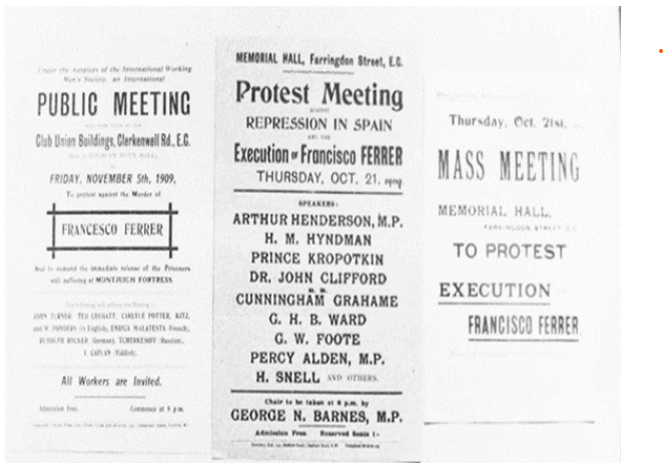 Under the auspices of the International Working
Men's Society, an International
PUBLIC MEETING
Club Union Buildings, Clerkenwell Rd., E.C.
FRIDAY, NOVEMBER 5th, 1909,
To protest against the Murder of
FRANCESCO FERRER
And to demand the immediate release of the Prisoners
still suffering at MONTJUICH FORTRESS.
JOHN TURNER, TED LEGGATT, CARLYLE POTTER, KITZ,
and W. PONDERS (in English), ENRICA MALATESTA (French),
RUDOLPH ROCKER (German), TCHERKESOFF (Russian),
I. CAPLAN (Yiddish).
All Workers are Invited.
Admission Free. Commence at 8 p.m.
MEMORIAL HALL, Farringdon Street, E.C.
Protest Meeting
AGAINST
REPRESSION IN SPAIN
AND THE
Execution of Francisco FERRER
THURSDAY, OCT. 21, 1909.
SPEAKERS:
ARTHUR HENDERSON, M.P.
H. M. HYNDMAN
PRINCE KROPOTKIN
DR. JOHN CLIFFORD
R. B.
CUNNINGHAM GRAHAME
G. H. B. WARD
G. W. FOOTE
PERCY ALDEN, M.P.
H. SNELL AND OTHERS.
Chair to be taken at 8 p.m. by
GEORGE N. BARNES, M.P.
Admission Free. Reserved Seats 1/-
Thursday, Oct. 21st,
MASS MEETING
MEMORIAL HALL,
FARRINGDON STREET
TO PROTEST
EXECUTION
FRANCISCO FERRER